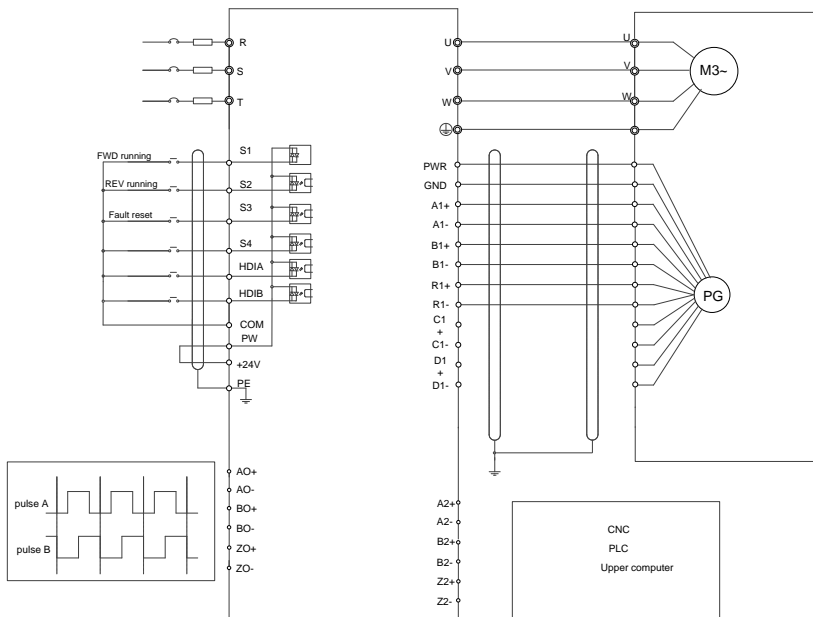 R
S
T
FWD running
REV running
Fault reset
S1
S2
S3
S4
HDIA
HDIB
COM
PW
+24V
PE
pulse A
pulse B
AO+
AO-
BO+
BO-
ZO+
ZO-
U
V
W
PWR
GND
A1+
A1-
B1+
B1-
R1+
R1-
C1
+
C1-
D1
+
D1-
A2+
A2-
B2+
B2-
Z2+
Z2-
U
V
W
M3~
PG
CNC
PLC
Upper computer